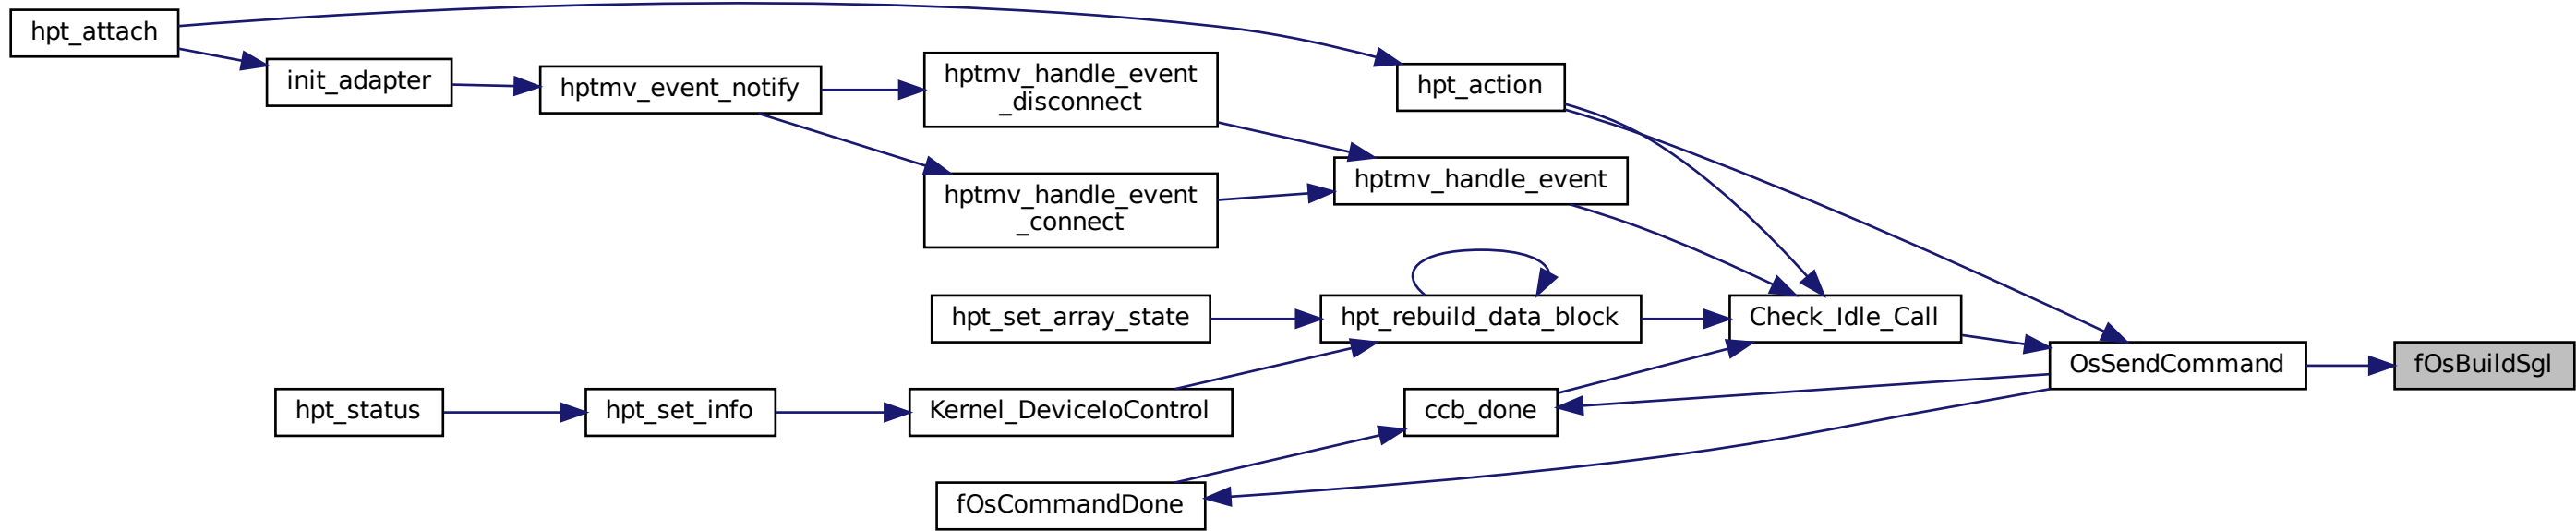 hpt_attach
init_adapter
hptmv_event_notify
hptmv_handle_event
_disconnect
hptmv_handle_event
_connect
hpt_action
hptmv_handle_event
hpt_set_array_state
hpt_rebuild_data_block
Check_Idle_Call
OsSendCommand
fOsBuildSgl
hpt_status
hpt_set_info
Kernel_DeviceIoControl
ccb_done
fOsCommandDone